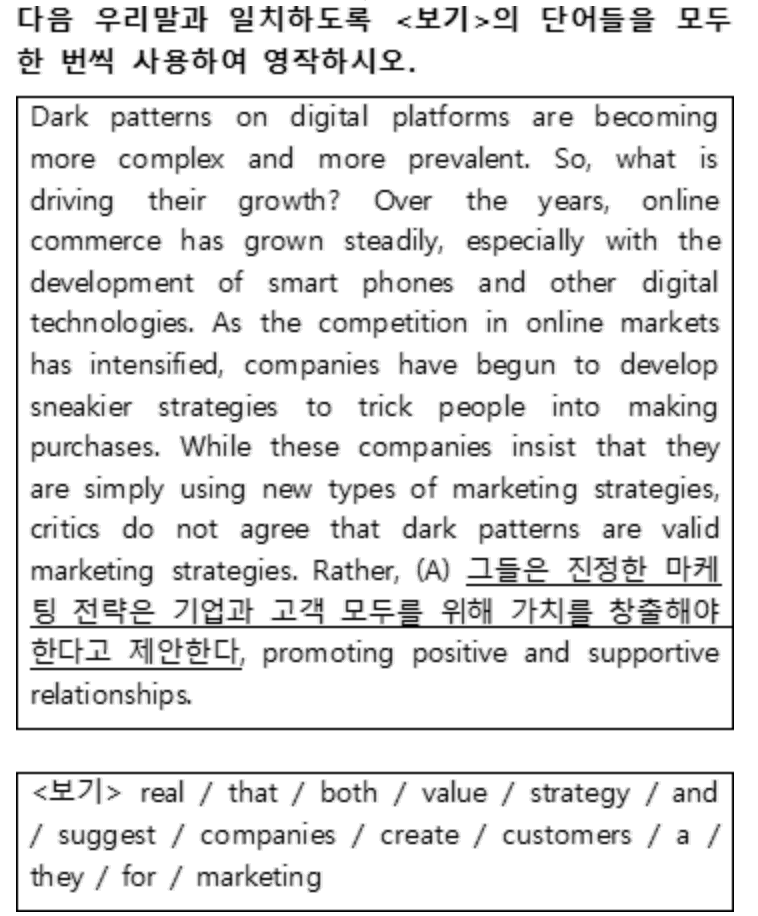 다음 우리말과 일치하도록 <보기>의 단어들을 모두
한 번씩 사용하여 영작하시오.
Dark patterns on digital platforms are becoming
more complex and more prevalent. So, what is
driving their growth? Over the years, online
commerce has grown steadily, especially with the
development of smart phones and other digital
technologies. As the competition in online markets
has intensified, companies have begun to develop
sneakier strategies to trick people into making
purchases. While these companies insist that they
are simply using new types of marketing strategies,
critics do not agree that dark patterns are valid
marketing strategies. Rather, (A) 그들은 진정한 마케
팅 전략은 기업과 고객 모두를 위해 가치를 창출해야
한다고 제안한다, promoting positive and supportive
relationships.
<보기> real / that / both / value / strategy / and
/ suggest / companies / create / customers / a /
they / for / marketing